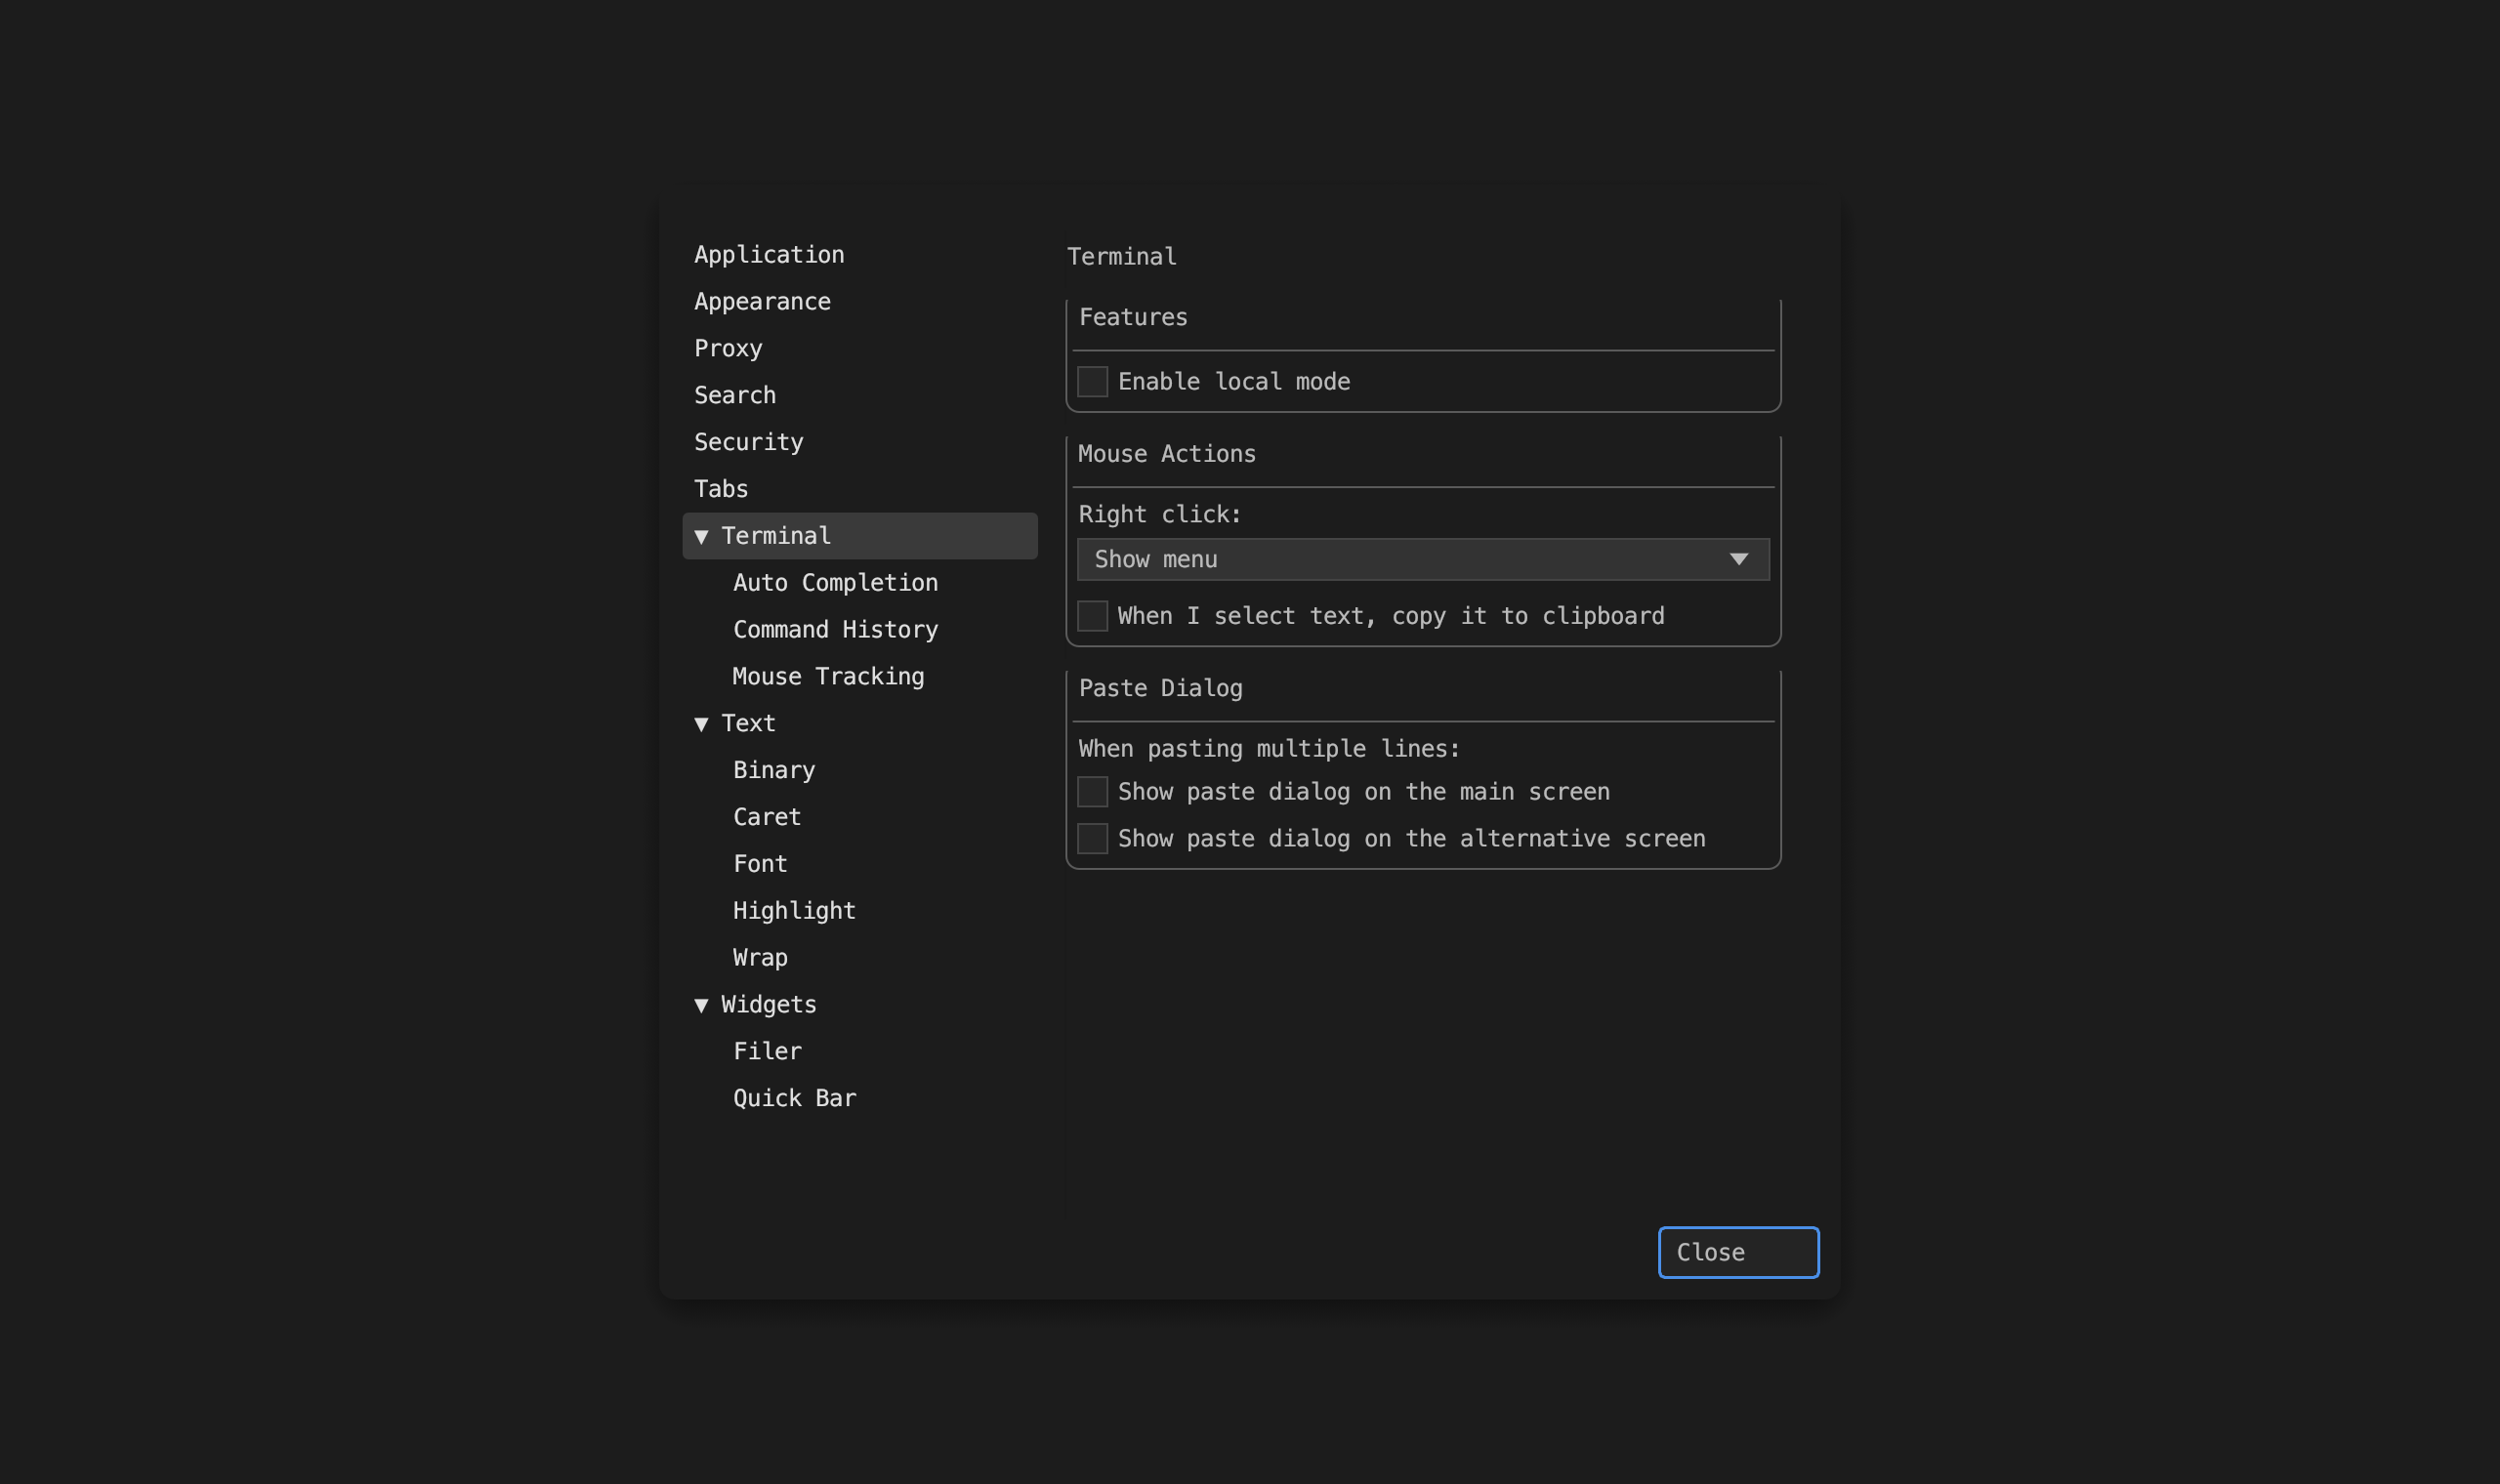 Application
Appearance
Proxy
Search
Security
Tabs
▼ Terminal
Auto Completion
Command History
Mouse Tracking
▼ Text
Binary
Caret
Font
Highlight
Wrap
▼ Widgets
Filer
Quick Bar
Terminal
Features
Enable local mode
Mouse Actions
Right click:
Show menu
When I select text, copy it to clipboard
Paste Dialog
When pasting multiple lines:
Show paste dialog on the main screen
Show paste dialog on the alternative screen
Close